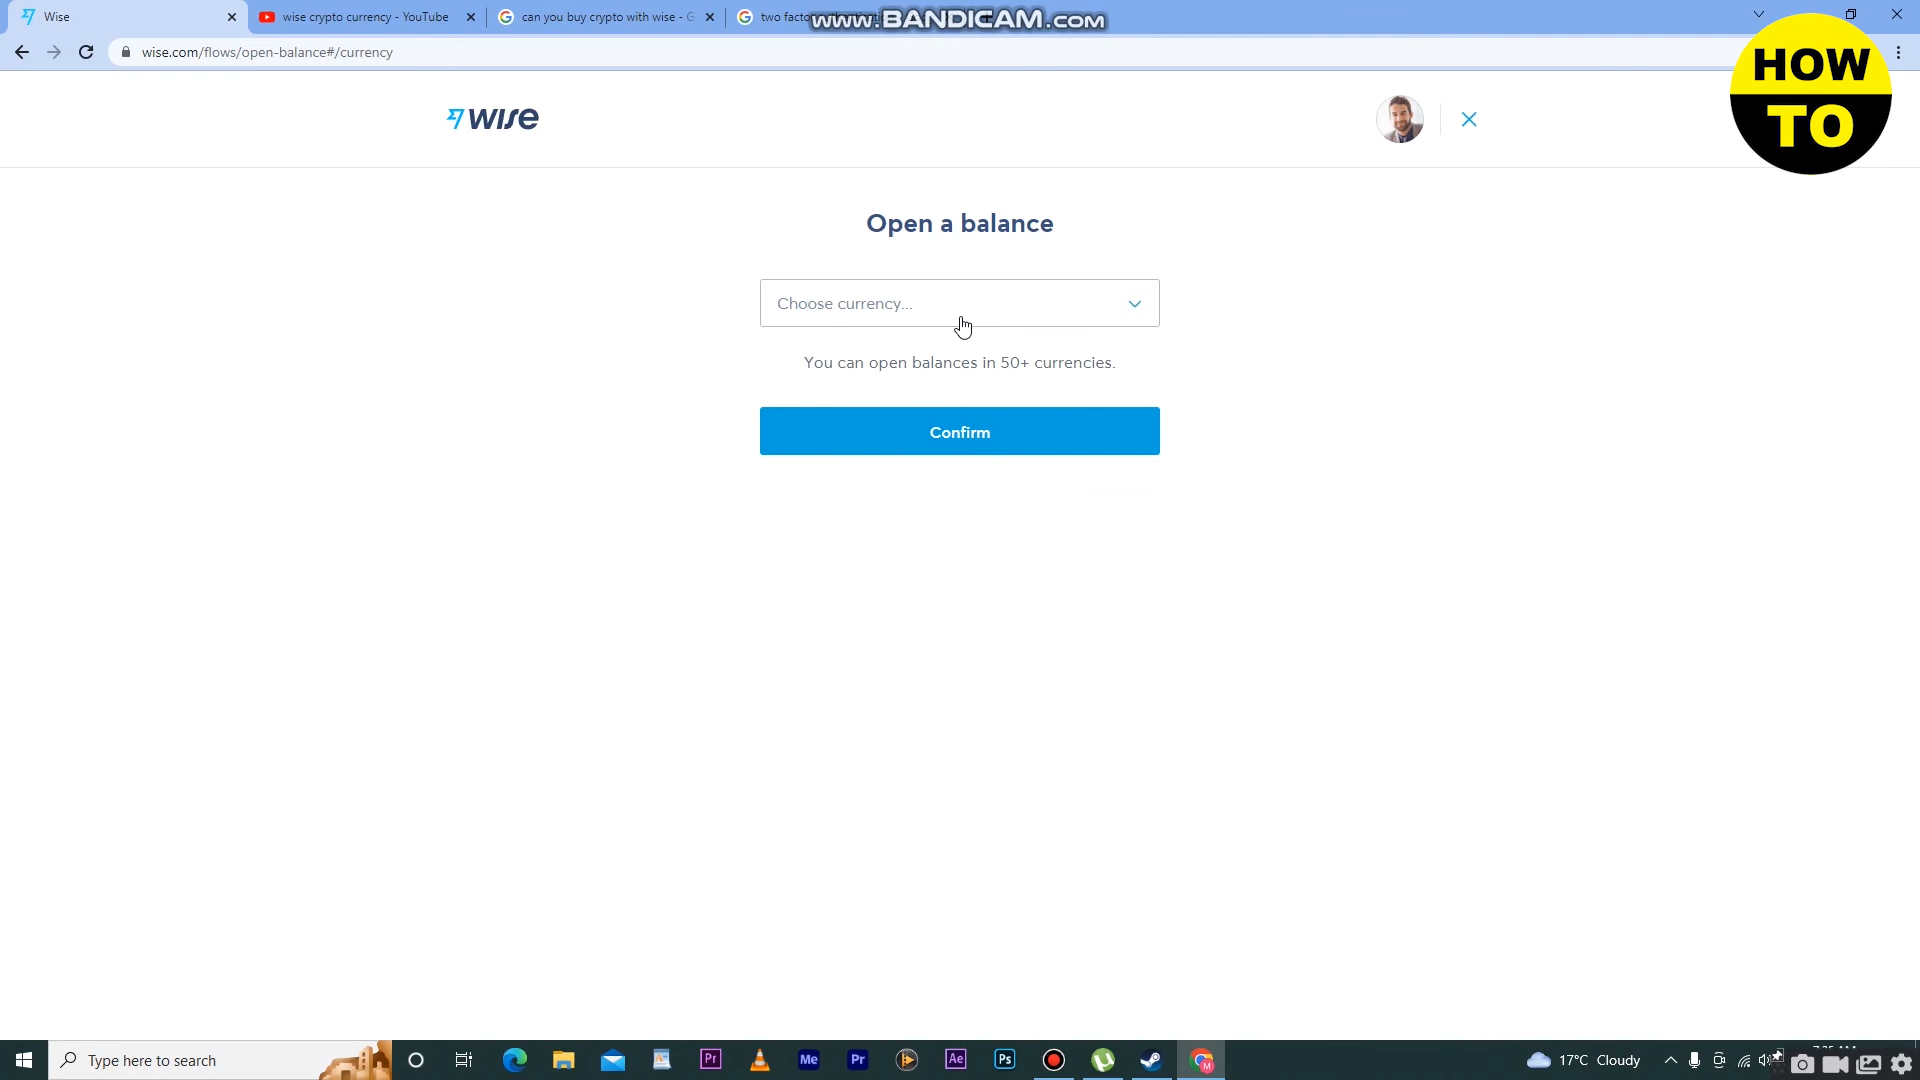 Wise
wise crypto currency - YouTube
can you buy crypto with wise - G
two facto
www.BANDICAM.com
wise.com/flows/open-balance#/currency
HOW
TO
wise
Open a balance
Choose currency...
You can open balances in 50+ currencies.
Confirm
Type here to search
Pr
Me
Pr
Ae
Ps
M
17°C Cloudy